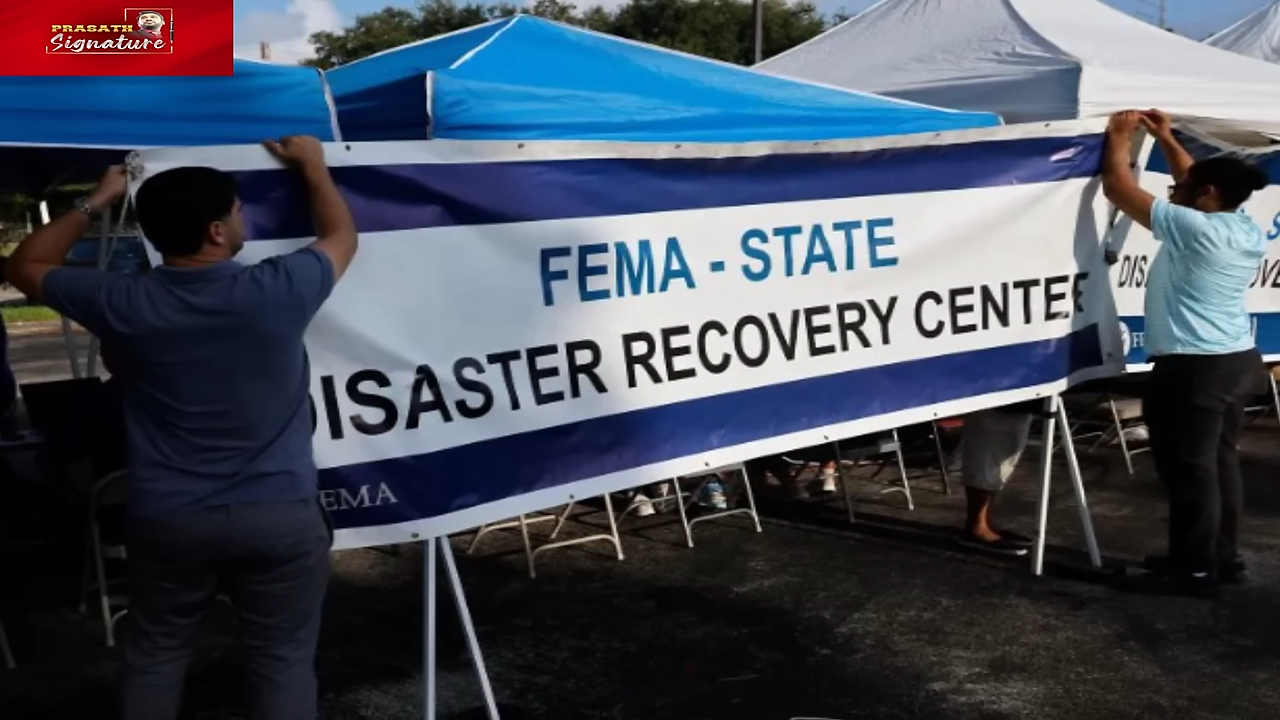 PRASATH
Signature
FEMA - STATE
DISASTER RECOVERY CENTER
FEMA